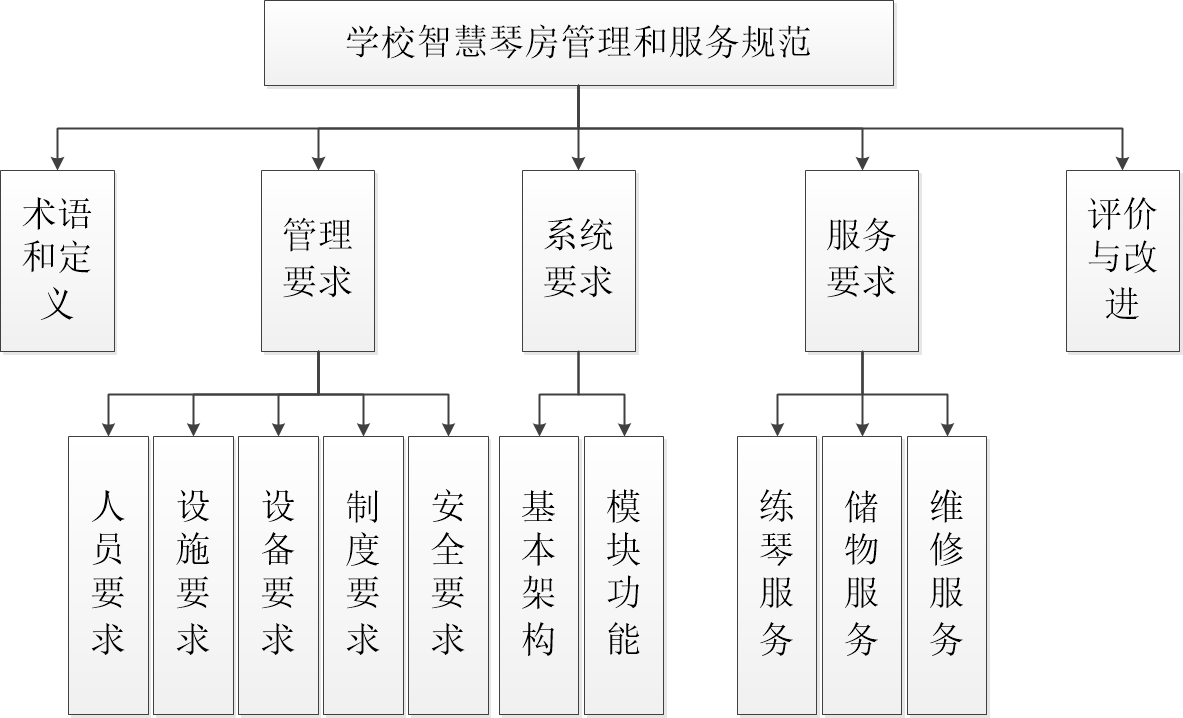 学校智慧琴房管理和服务规范
术语
和定
义
管理
要求
系统
要求
服务
要求
评价
与改
进
人员要求
设施要求
设备要求
制度要求
安全要求
基本架构
模块功能
练琴服务
储物服务
维修服务